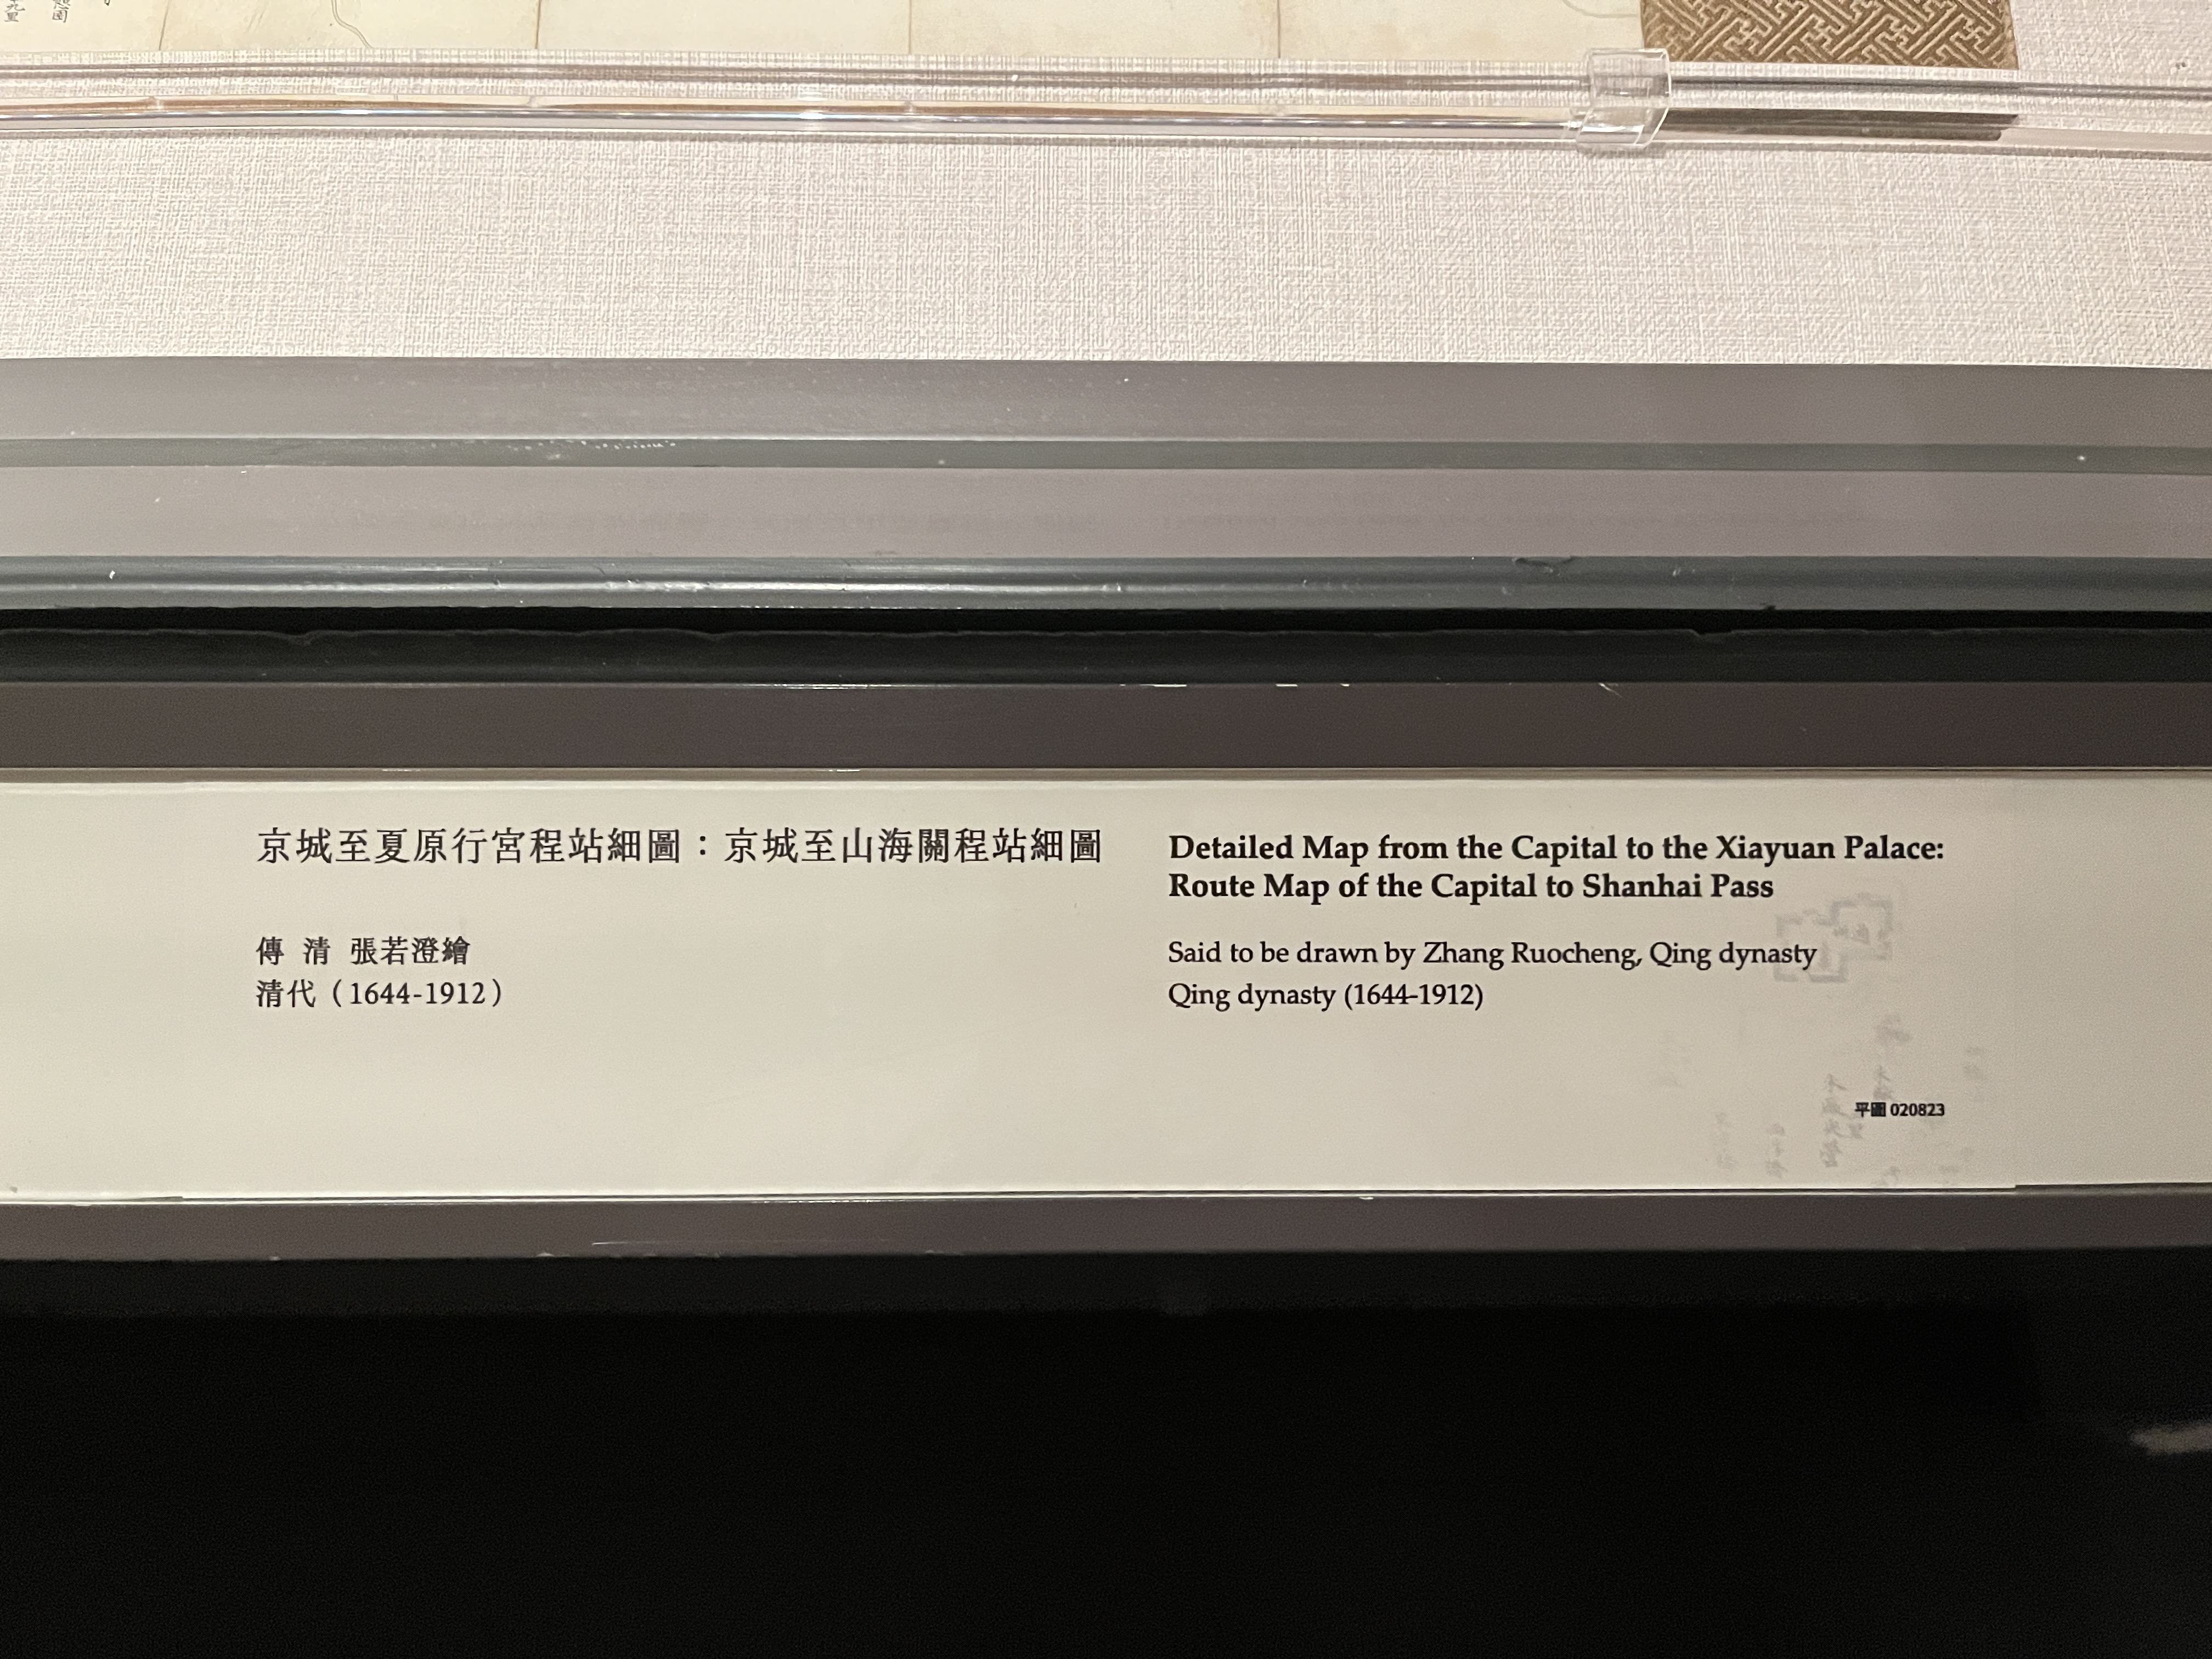 京城至夏原行宮程站細圖：京城至山海關程站細圖
傳 清 張若澄繪
清代（1644-1912）
Detailed Map from the Capital to the Xiayuan Palace:
Route Map of the Capital to Shanhai Pass
Said to be drawn by Zhang Ruocheng, Qing dynasty
Qing dynasty (1644-1912)
平圖 020823